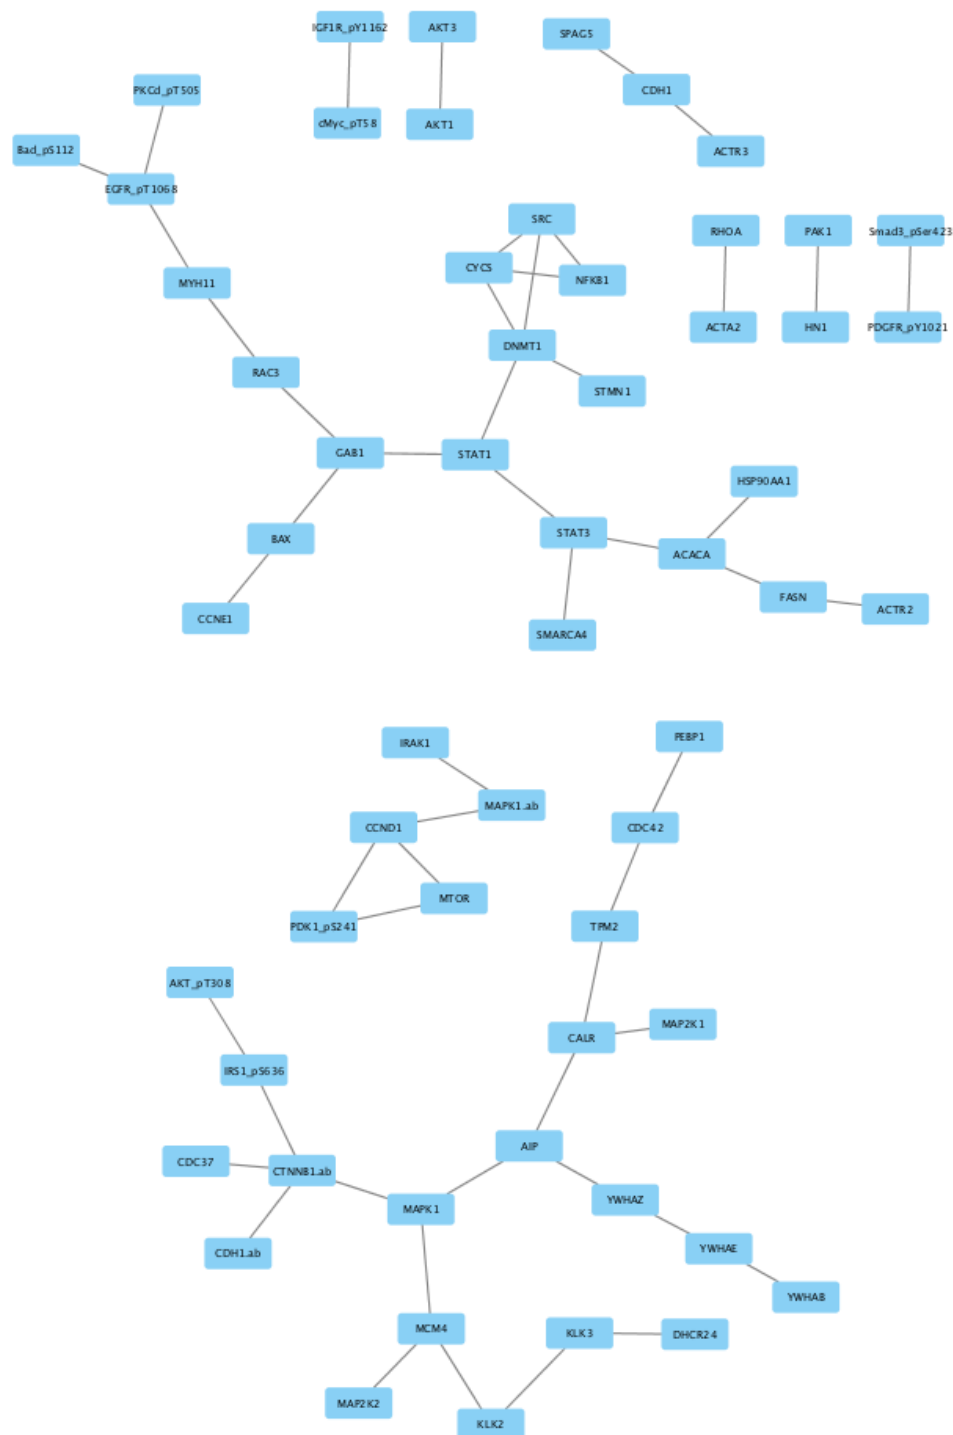 IGF1R_pY1162
AKT3
SPAG5
PKCd_pT505
CDH1
cMyc_pT58
AKT1
Bad_pS112
ACTR3
EGFR_pT1068
SRC
RHOA
PAK1
Smad3_pSer423
CYCS
NFKB1
MYH11
ACTA2
HN1
PDGFR_pY1021
DNMT1
RAC3
STMN1
GAB1
STAT1
HSP90AA1
STAT3
BAX
ACACA
FASN
ACTR2
CCNE1
SMARCA4
PEBP1
IRAK1
MAPK1.ab
CCND1
CDC42
MTOR
PDK1_pS241
TPM2
AKT_pT308
MAP2K1
CALR
IRS1_pS636
AIP
CDC37
CTNNB1.ab
YWHAZ
MAPK1
CDH1.ab
YWHAE
YWHAB
MCM4
KLK3
DHCR24
MAP2K2
KLK2